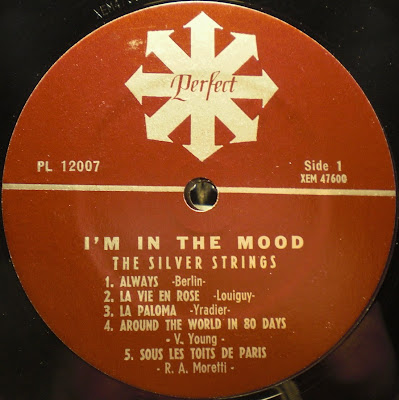 Perfect
PL 12007
Side 1
XEM 47600
I'M IN THE MOOD
THE SILVER STRINGS
1. ALWAYS -Berlin-
2. LA VIE EN ROSE -Louiguy-
3. LA PALOMA -Yradier-
4. AROUND THE WORLD IN 80 DAYS
- V. Young -
5. SOUS LES TOITS DE PARIS
- R. A. Moretti -